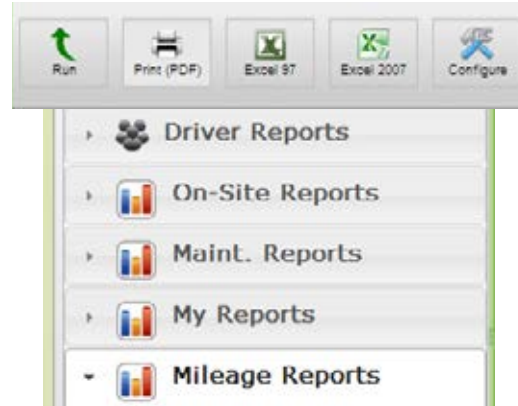 Run Print (PDF) Excel 97 Excel 2007 Configure
Driver Reports
On-Site Reports
Maint. Reports
My Reports
Mileage Reports